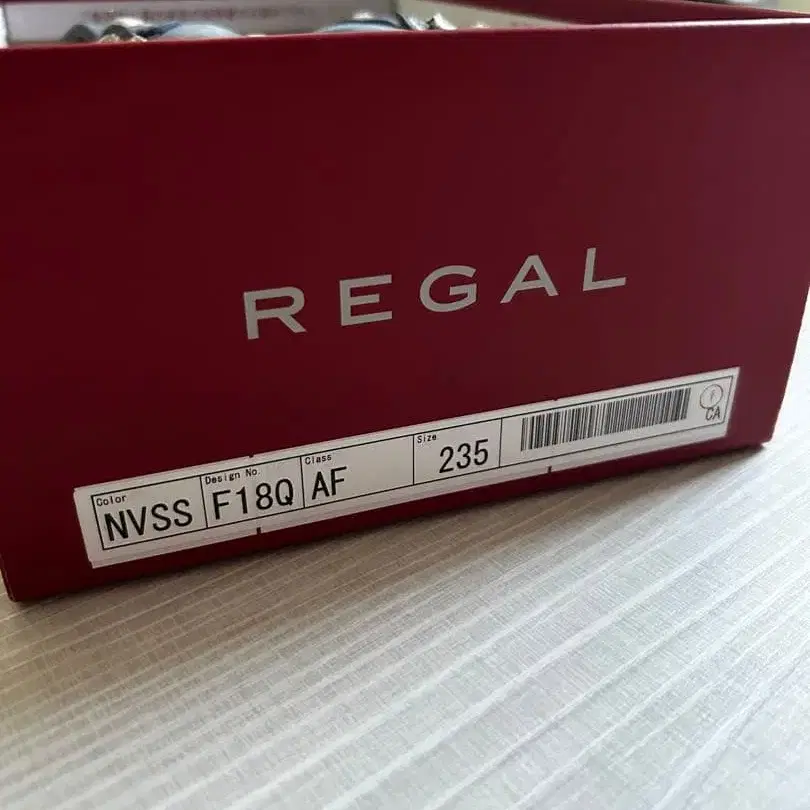 REGAL
Color Design No. Class Size
NVSS F18Q AF 235
CA